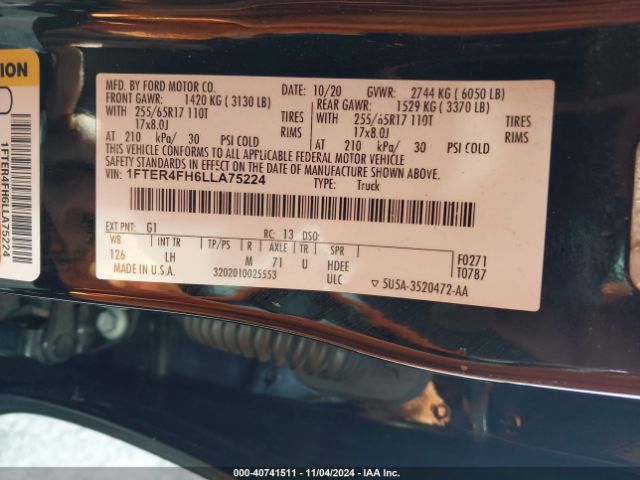 TION
1FTER4FH6LLA75224
MFD. BY FORD MOTOR CO.
DATE: 10/20 GVWR: 2744 KG ( 6050 LB)
FRONT GAWR: 1420 KG ( 3130 LB)
REAR GAWR: 1529 KG ( 3370 LB)
WITH 255/65R17 110T TIRES
WITH 255/65R17 110T TIRES
17x8.0J RIMS
17x8.0J RIMS
AT 210 kPa/ 30 PSI COLD
AT 210 kPa/ 30 PSI COLD
THIS VEHICLE CONFORMS TO ALL APPLICABLE FEDERAL MOTOR VEHICLE
SAFETY STANDARDS IN EFFECT ON THE DATE OF MANUFACTURE SHOWN ABOVE.
VIN: 1FTER4FH6LLA75224
TYPE: Truck
EXT PNT: G1 RC: 13 DSO:
WB INT TR TP/PS R AXLE TR SPR
126 LH M 71 U HDEE
F0271
ULC T0787
MADE IN U.S.A. 3202010025553
▽ 5U5A-3520472-AA
000-40741511 - 11/04/2024 - IAA Inc.